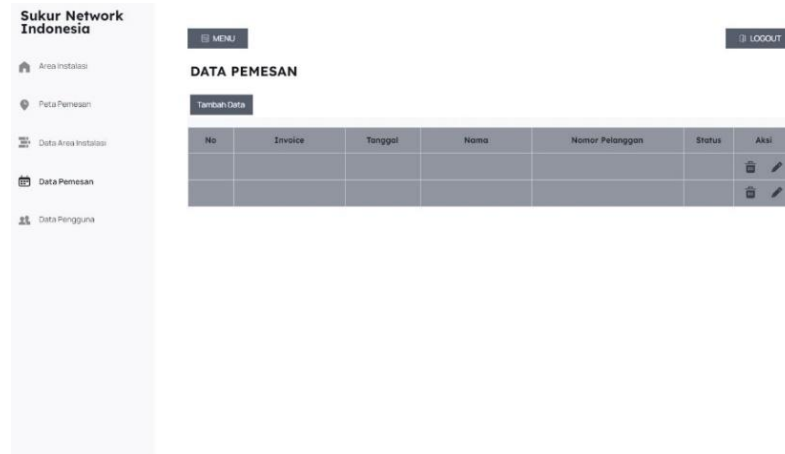 Sukur Network
Indonesia
Area Instalasi
Peta Pemesan
Data Area Instalasi
Data Pemesan
Data Pengguna
MENU
LOGOUT
DATA PEMESAN
Tambah Data
No Invoice Tanggal Nama Nomor Pelanggan Status Aksi